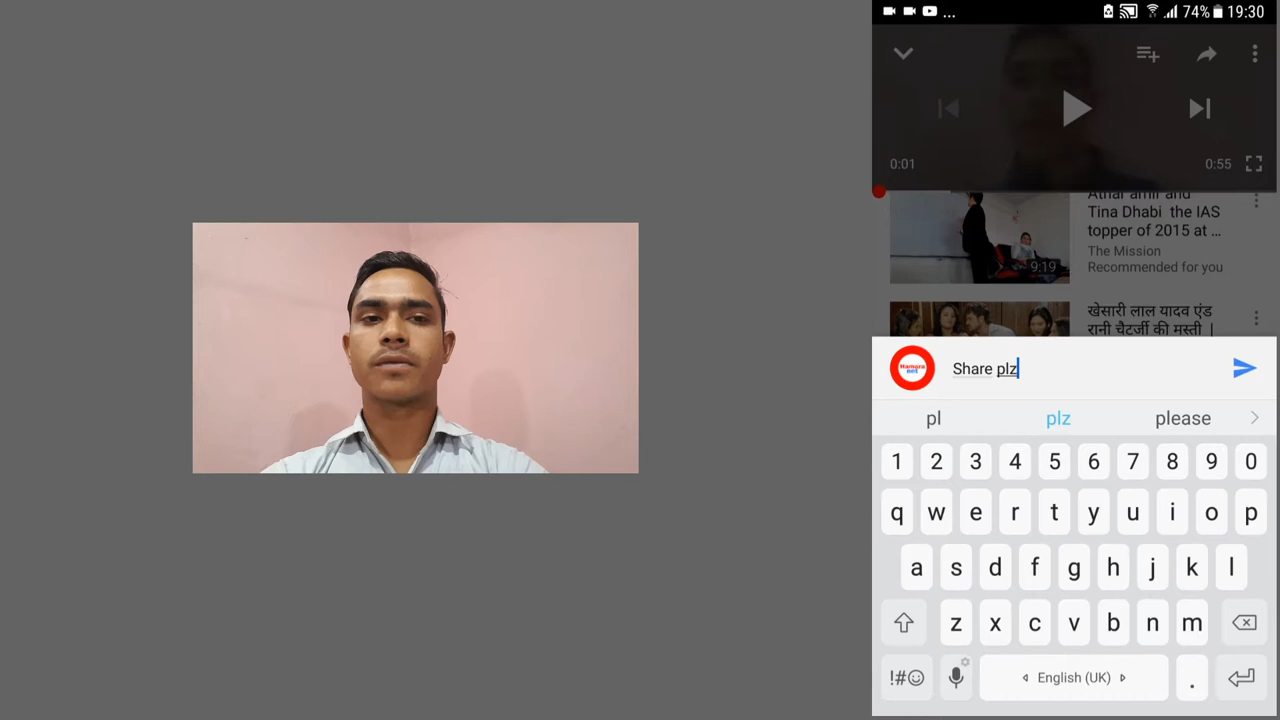 ... 74% 19:30
0:01 0:55
Athar amir and
Tina Dhabi the IAS
topper of 2015 at ...
The Mission
Recommended for you
9:19
खेसारी लाल यादव एंड
रानी चैटर्जी की मस्ती |
Hamara
net
Share plz
pl plz please
1 2 3 4 5 6 7 8 9 0
q w e r t y u i o p
a s d f g h j k l
z x c v b n m
!#☺ English (UK) .